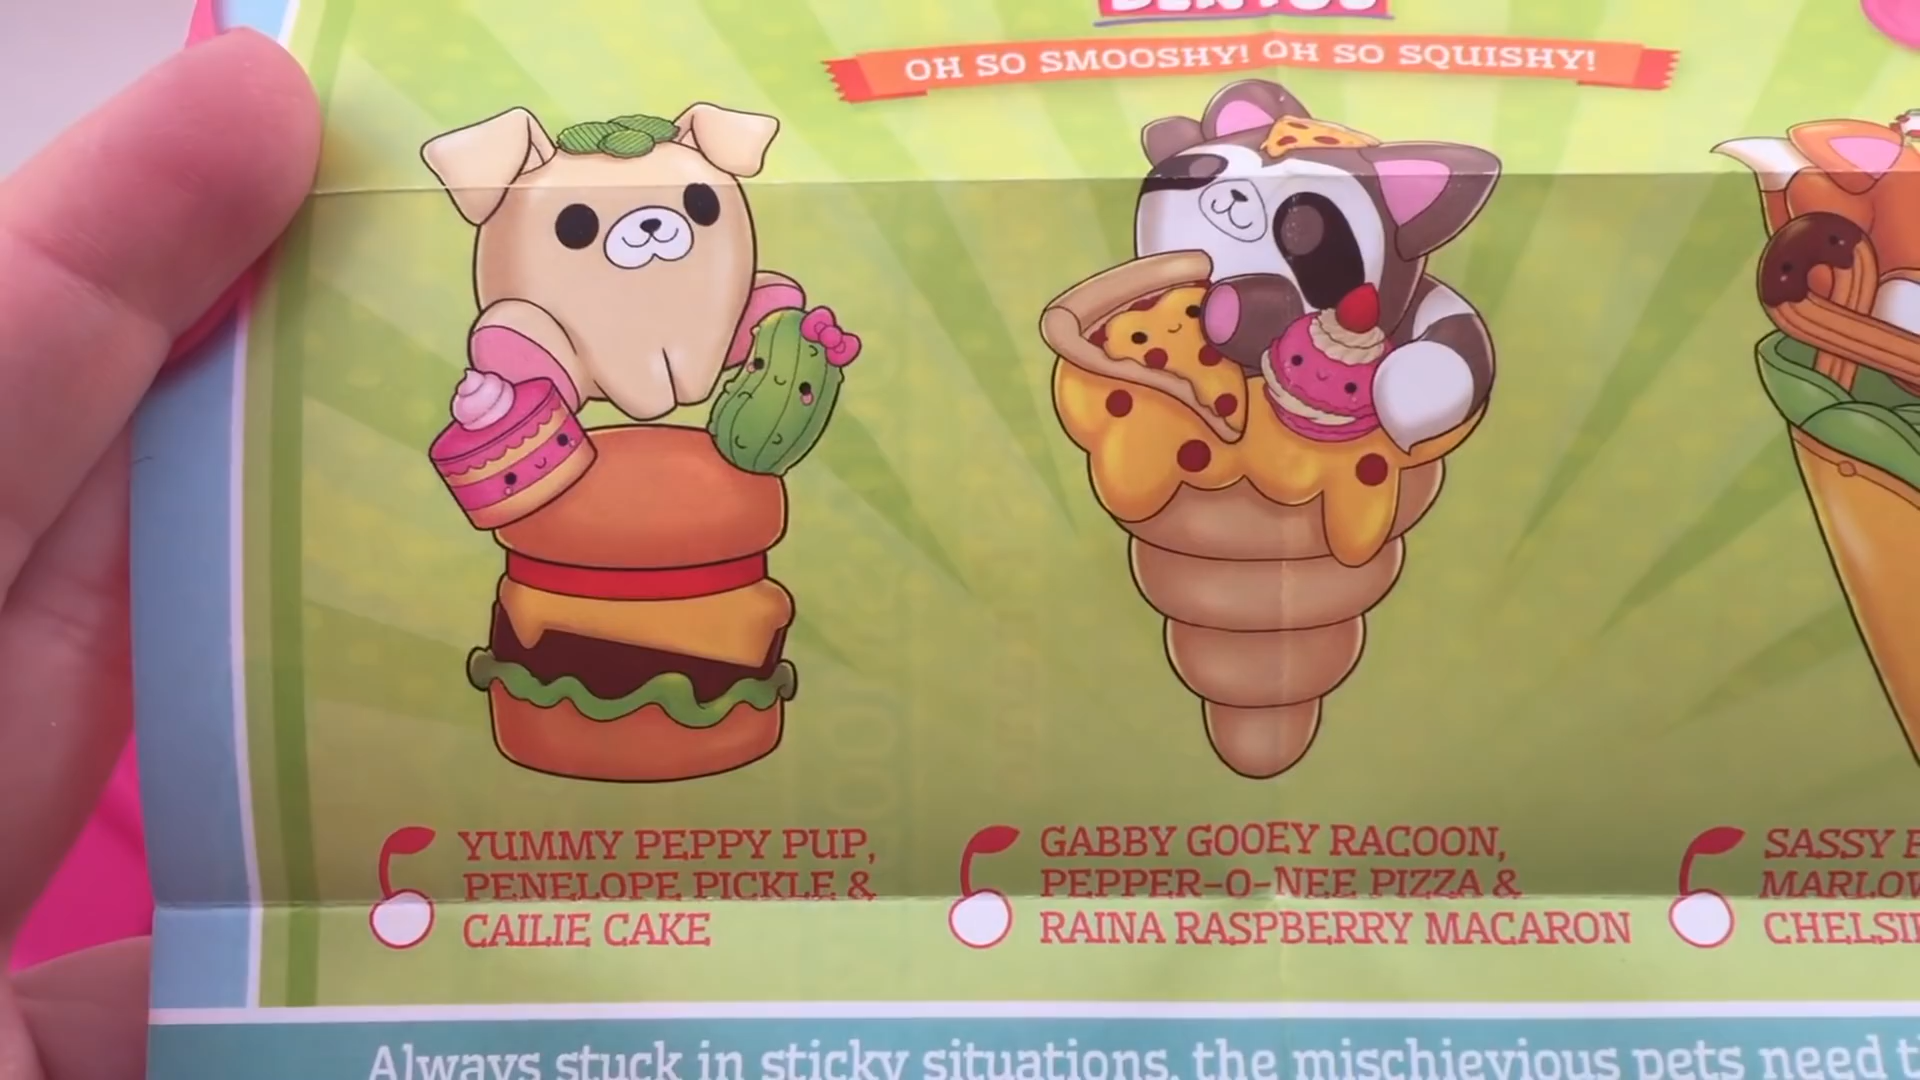 OH SO SMOOSHY! OH SO SQUISHY!
YUMMY PEPPY PUP,
PENELOPE PICKLE &
CAILIE CAKE
GABBY GOOEY RACOON,
PEPPER-O-NEE PIZZA &
RAINA RASPBERRY MACARON
SASSY
Always stuck in sticky situations, the mischievious pets need